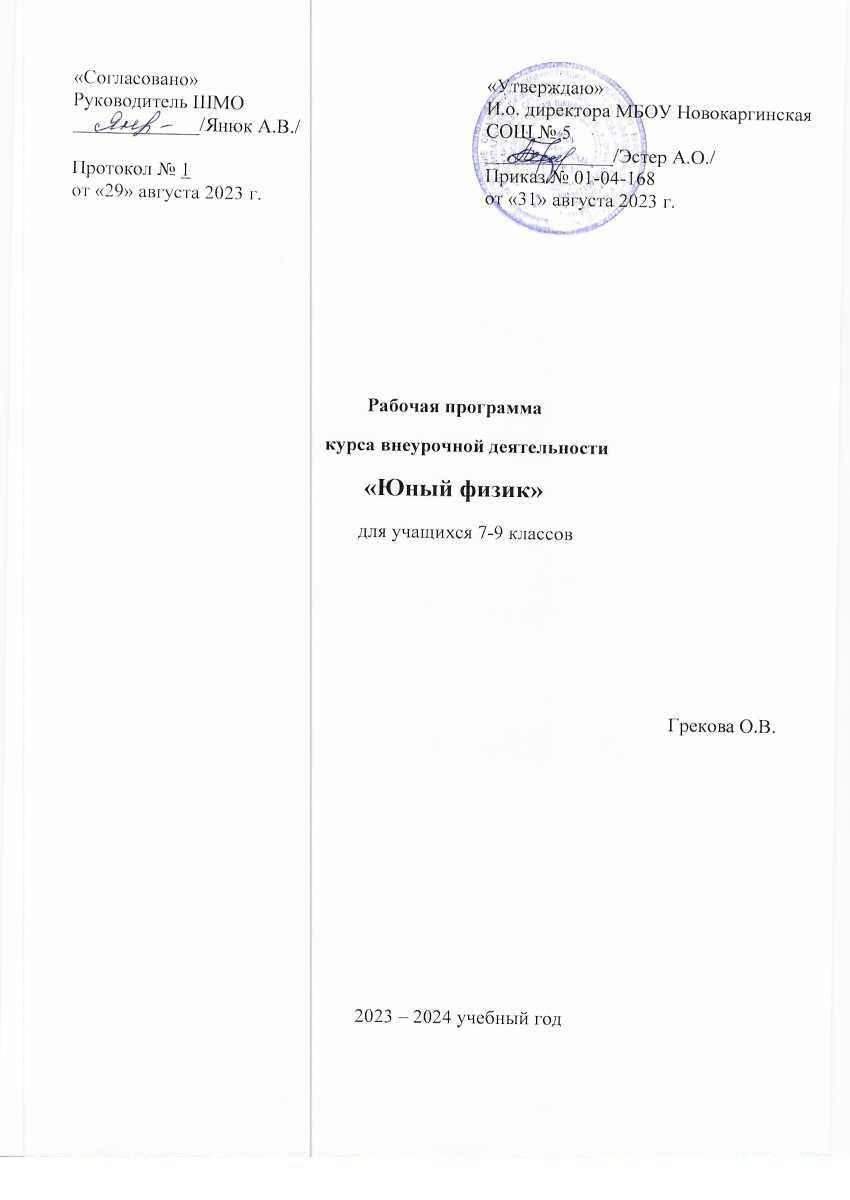 «Согласовано»
Руководитель ШМО
/Янюк А.В./
Протокол № 1
от «29» августа 2023 г.
«Утверждаю»
И.о. директора МБОУ Новокаргинская
СОШ № 5
/Эстер А.О./
Приказ № 01-04-168
от «31» августа 2023 г.
Рабочая программа
курса внеурочной деятельности
«Юный физик»
для учащихся 7-9 классов
Грекова О.В.
2023 – 2024 учебный год